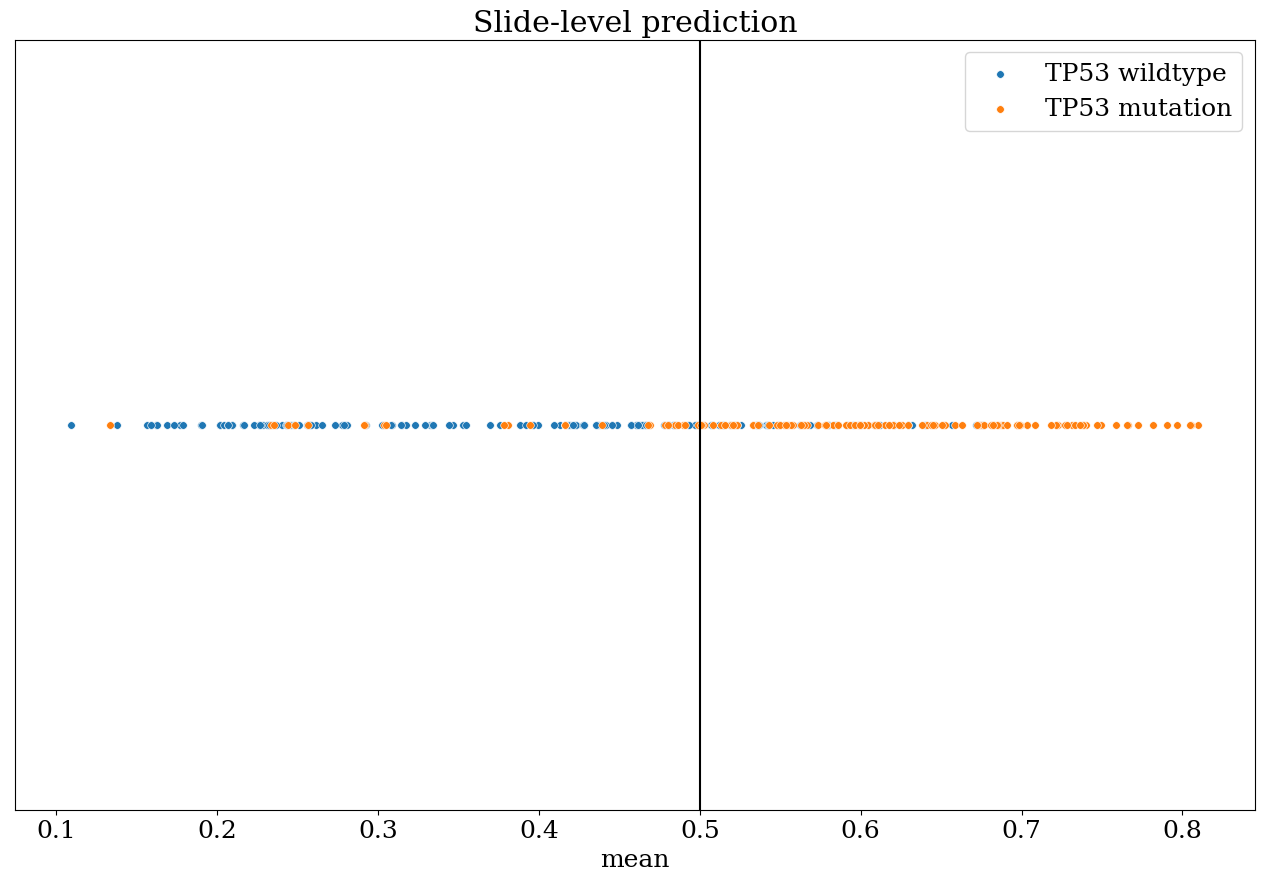 Slide-level prediction
TP53 wildtype
TP53 mutation
0.1 0.2 0.3 0.4 0.5 0.6 0.7 0.8
mean